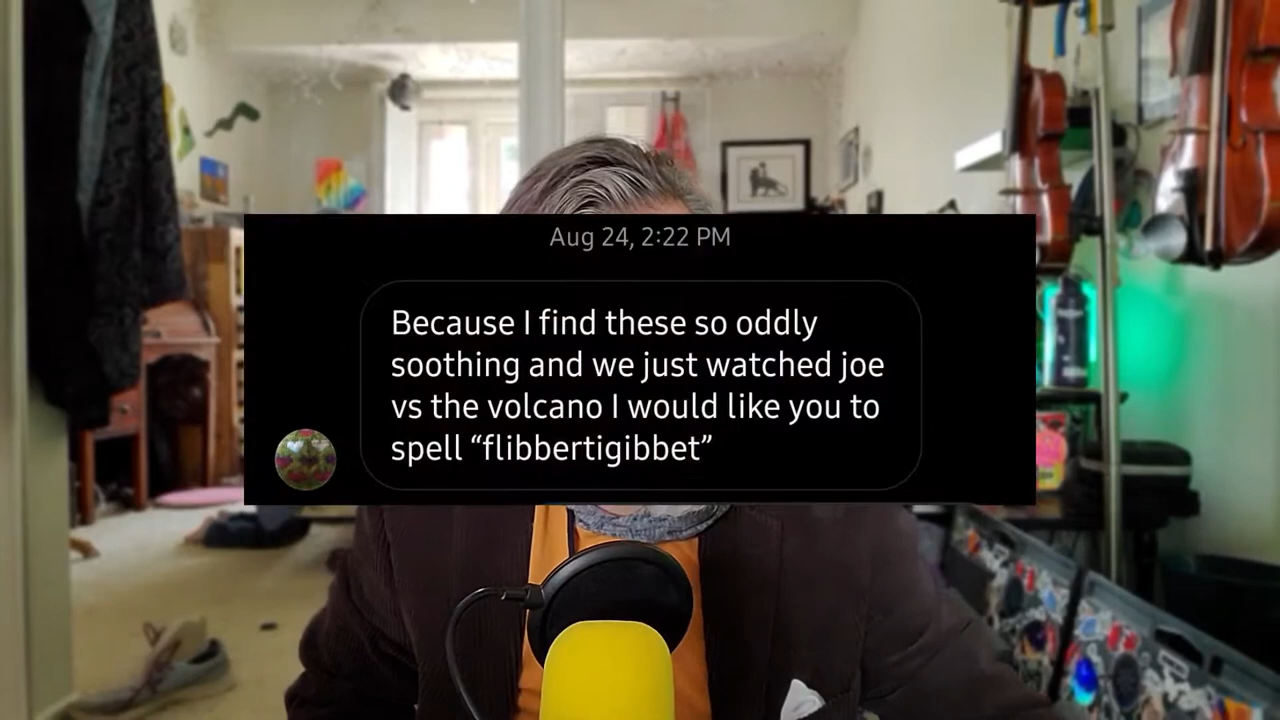 Aug 24, 2:22 PM
Because I find these so oddly
soothing and we just watched joe
vs the volcano I would like you to
spell “flibbertigibbet”